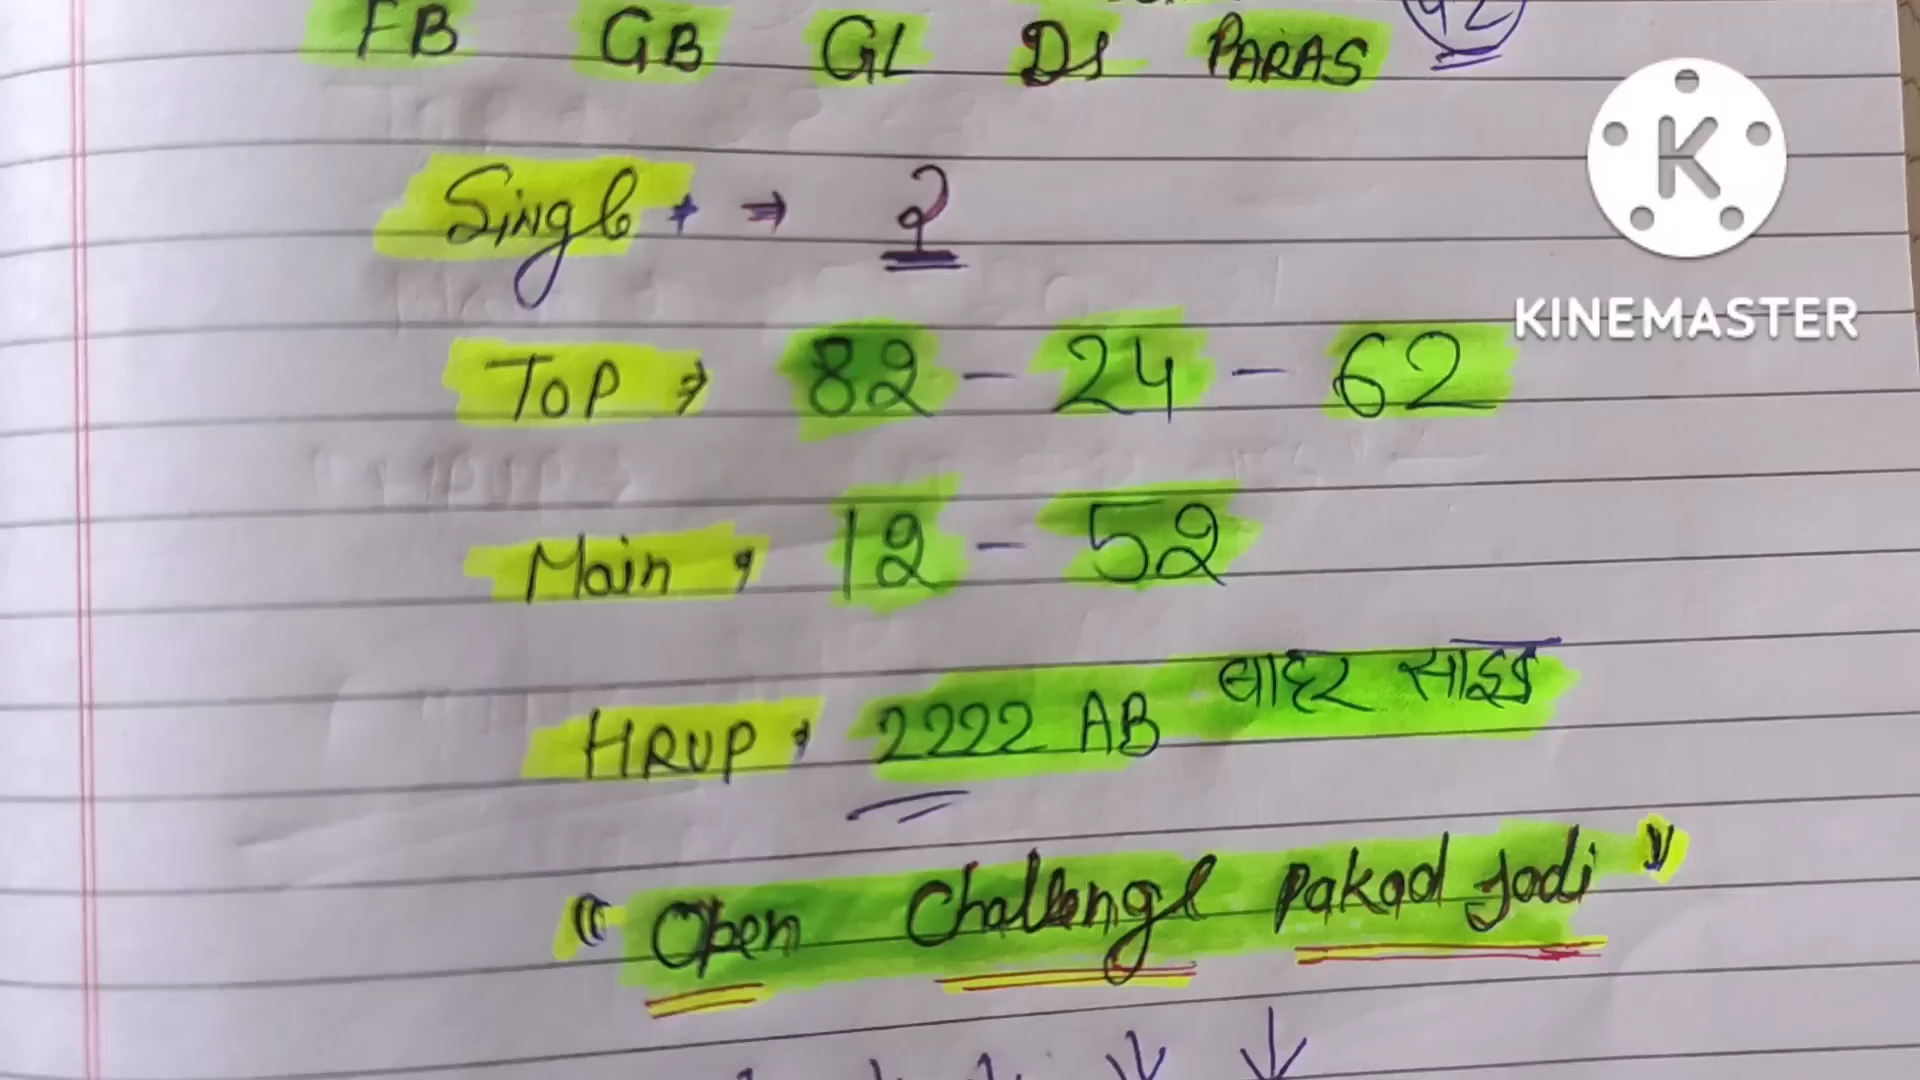 FB GB GL DS PARAS 42
Single → 2
TOP → 82 - 24 - 62
Main 12 - 52
HRUP 2222 AB बाहर साइड
"Open Challenge Pakad Jodi"
KINEMASTER